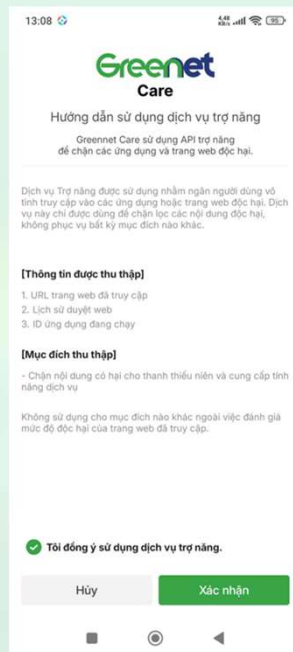 13:08
4,48
KB/s
95
Greenet
Care
Hướng dẫn sử dụng dịch vụ trợ năng
Greennet Care sử dụng API trợ năng
để chặn các ứng dụng và trang web độc hại.
Dịch vụ Trợ năng được sử dụng nhằm ngăn người dùng vô
tình truy cập vào các ứng dụng hoặc trang web độc hại. Dịch
vụ này chỉ được dùng để chặn lọc các nội dung độc hại,
không phục vụ bất kỳ mục đích nào khác.
[Thông tin được thu thập]
1. URL trang web đã truy cập
2. Lịch sử duyệt web
3. ID ứng dụng đang chạy
[Mục đích thu thập]
- Chặn nội dung có hại cho thanh thiếu niên và cung cấp tính
năng dịch vụ
Không sử dụng cho mục đích nào khác ngoài việc đánh giá
mức độ độc hại của trang web đã truy cập.
Tôi đồng ý sử dụng dịch vụ trợ năng.
Hủy
Xác nhận